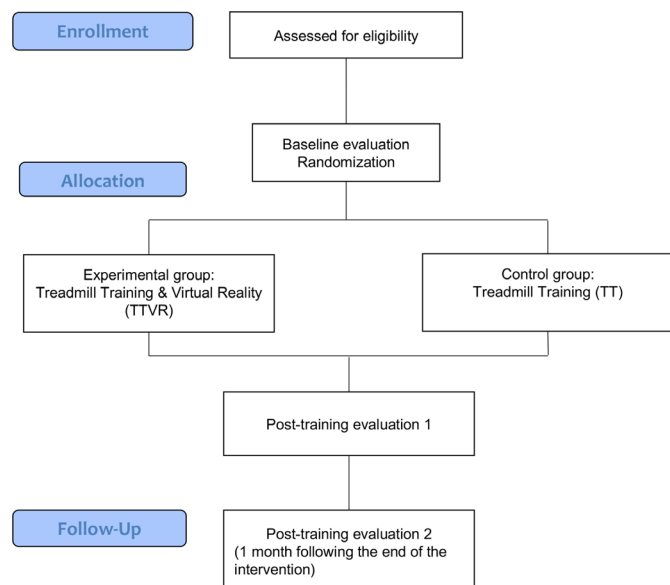 Enrollment
Assessed for eligibility
Baseline evaluation
Randomization
Allocation
Experimental group:
Treadmill Training & Virtual Reality
(TTVR)
Control group:
Treadmill Training (TT)
Post-training evaluation 1
Follow-Up
Post-training evaluation 2
(1 month following the end of the
intervention)